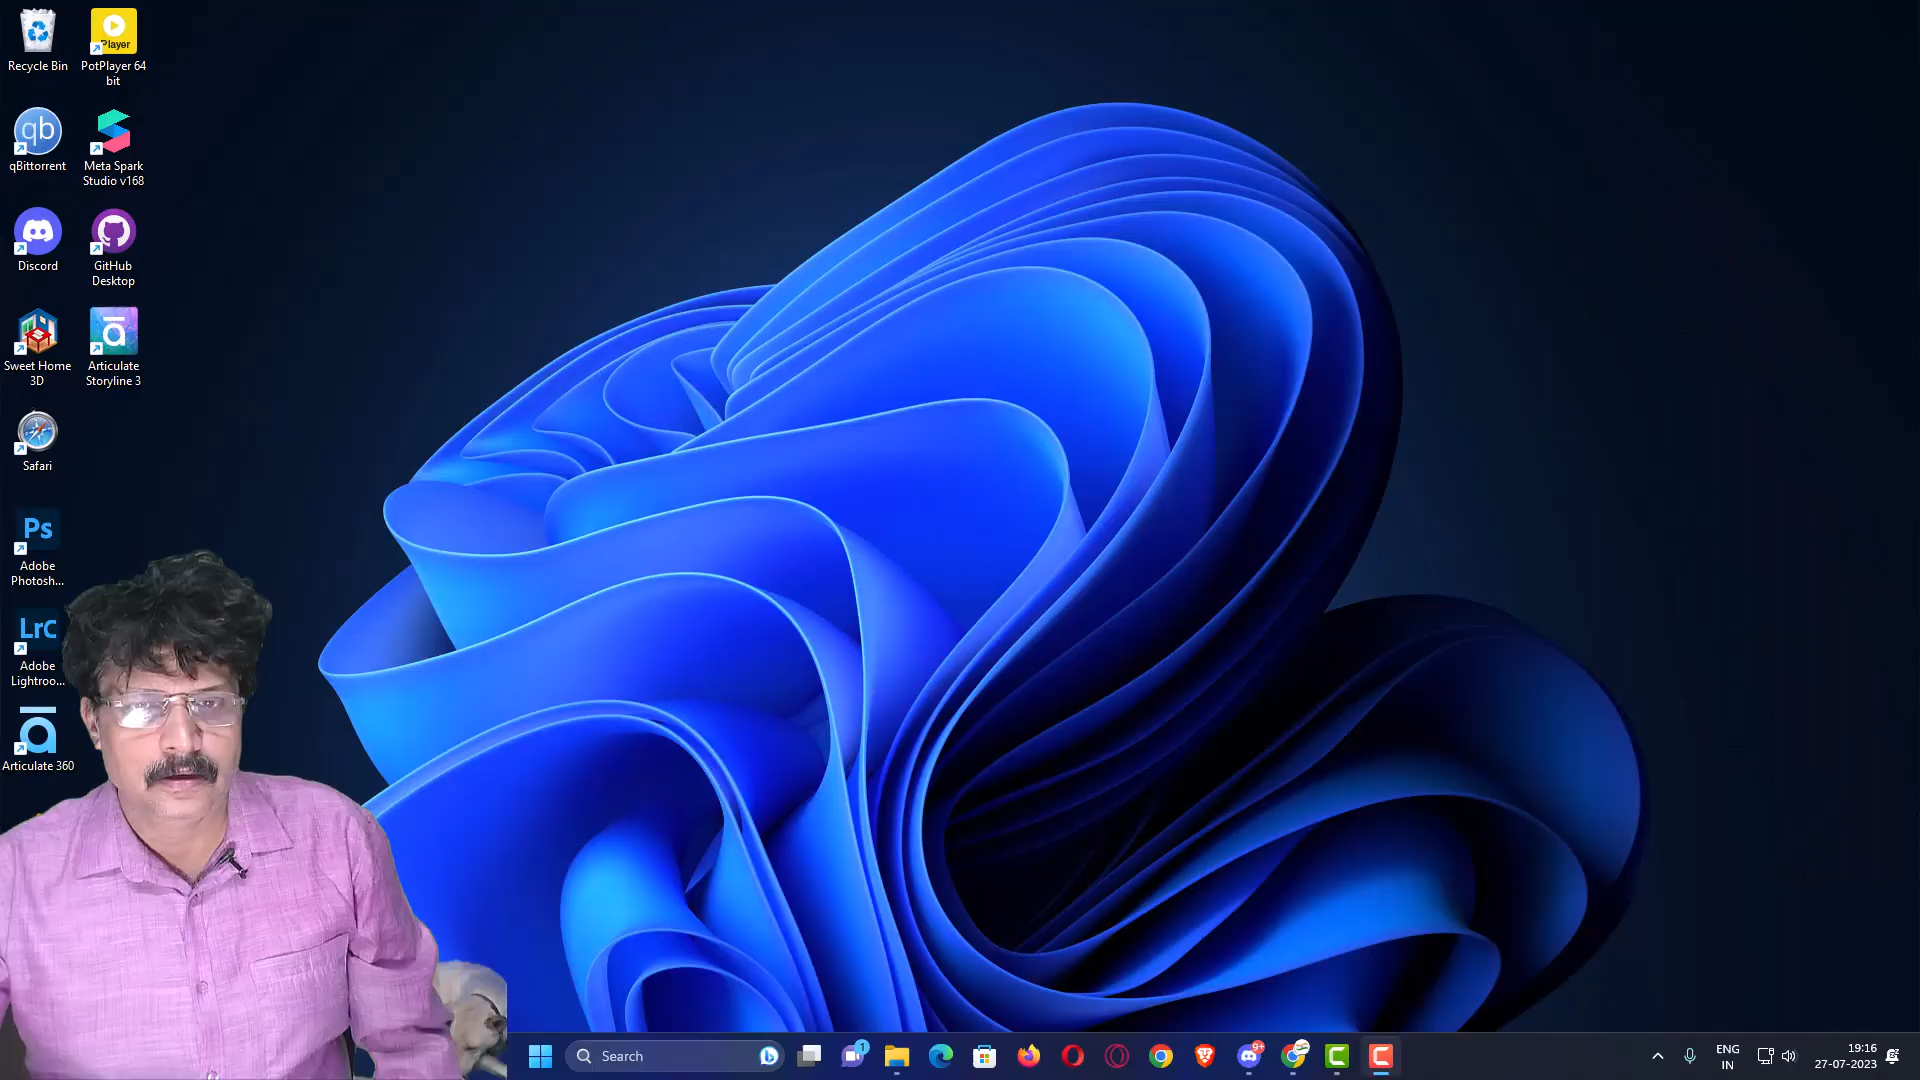 Player
Recycle Bin
PotPlayer 64
bit
qb
qBittorrent
Meta Spark
Studio v168
Discord
GitHub
Desktop
Sweet Home
3D
ā
Articulate
Storyline 3
Safari
Ps
Adobe
Photosh...
LrC
Adobe
Lightroo...
ā
Articulate 360
Search
1
9+
ENG
IN
19:16
27-07-2023